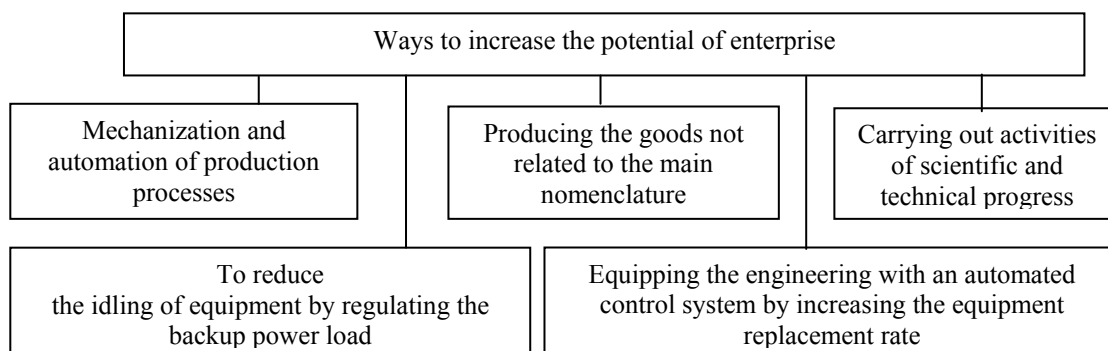 Ways to increase the potential of enterprise
Mechanization and
automation of production
processes
Producing the goods not
related to the main
nomenclature
Carrying out activities
of scientific and
technical progress
To reduce
the idling of equipment by regulating the
backup power load
Equipping the engineering with an automated
control system by increasing the equipment
replacement rate